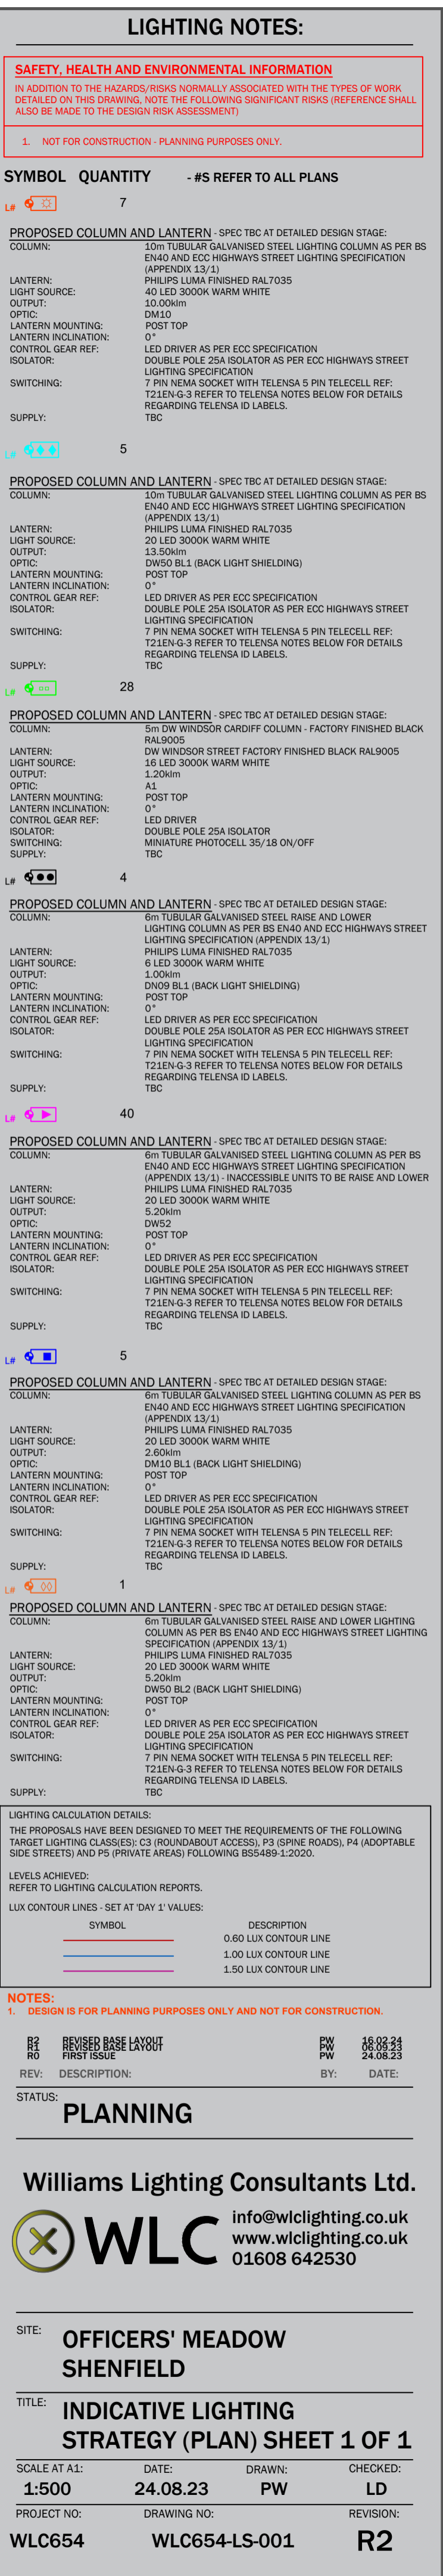 LIGHTING NOTES:
SAFETY, HEALTH AND ENVIRONMENTAL INFORMATION
IN ADDITION TO THE HAZARDS/RISKS NORMALLY ASSOCIATED WITH THE TYPES OF WORK
DETAILED ON THIS DRAWING, NOTE THE FOLLOWING SIGNIFICANT RISKS (REFERENCE SHALL
ALSO BE MADE TO THE DESIGN RISK ASSESSMENT)
1. NOT FOR CONSTRUCTION - PLANNING PURPOSES ONLY.
SYMBOL QUANTITY - #S REFER TO ALL PLANS
L# 7
PROPOSED COLUMN AND LANTERN - SPEC TBC AT DETAILED DESIGN STAGE:
COLUMN: 10m TUBULAR GALVANISED STEEL LIGHTING COLUMN AS PER BS
EN40 AND ECC HIGHWAYS STREET LIGHTING SPECIFICATION
(APPENDIX 13/1)
LANTERN: PHILIPS LUMA FINISHED RAL7035
LIGHT SOURCE: 40 LED 3000K WARM WHITE
OUTPUT: 10.00klm
OPTIC: DM10
LANTERN MOUNTING: POST TOP
LANTERN INCLINATION: 0°
CONTROL GEAR REF: LED DRIVER AS PER ECC SPECIFICATION
ISOLATOR: DOUBLE POLE 25A ISOLATOR AS PER ECC HIGHWAYS STREET
LIGHTING SPECIFICATION
SWITCHING: 7 PIN NEMA SOCKET WITH TELENSA 5 PIN TELECELL REF:
T21EN-G-3 REFER TO TELENSA NOTES BELOW FOR DETAILS
REGARDING TELENSA ID LABELS.
SUPPLY: TBC
L# 5
PROPOSED COLUMN AND LANTERN - SPEC TBC AT DETAILED DESIGN STAGE:
COLUMN: 10m TUBULAR GALVANISED STEEL LIGHTING COLUMN AS PER BS
EN40 AND ECC HIGHWAYS STREET LIGHTING SPECIFICATION
(APPENDIX 13/1)
LANTERN: PHILIPS LUMA FINISHED RAL7035
LIGHT SOURCE: 20 LED 3000K WARM WHITE
OUTPUT: 13.50klm
OPTIC: DW50 BL1 (BACK LIGHT SHIELDING)
LANTERN MOUNTING: POST TOP
LANTERN INCLINATION: 0°
CONTROL GEAR REF: LED DRIVER AS PER ECC SPECIFICATION
ISOLATOR: DOUBLE POLE 25A ISOLATOR AS PER ECC HIGHWAYS STREET
LIGHTING SPECIFICATION
SWITCHING: 7 PIN NEMA SOCKET WITH TELENSA 5 PIN TELECELL REF:
T21EN-G-3 REFER TO TELENSA NOTES BELOW FOR DETAILS
REGARDING TELENSA ID LABELS.
SUPPLY: TBC
L# 28
PROPOSED COLUMN AND LANTERN - SPEC TBC AT DETAILED DESIGN STAGE:
COLUMN: 5m DW WINDSOR CARDIFF COLUMN - FACTORY FINISHED BLACK
RAL9005
LANTERN: DW WINDSOR STREET FACTORY FINISHED BLACK RAL9005
LIGHT SOURCE: 16 LED 3000K WARM WHITE
OUTPUT: 1.20klm
OPTIC: A1
LANTERN MOUNTING: POST TOP
LANTERN INCLINATION: 0°
CONTROL GEAR REF: LED DRIVER
ISOLATOR: DOUBLE POLE 25A ISOLATOR
SWITCHING: MINIATURE PHOTOCELL 35/18 ON/OFF
SUPPLY: TBC
L# 4
PROPOSED COLUMN AND LANTERN - SPEC TBC AT DETAILED DESIGN STAGE:
COLUMN: 6m TUBULAR GALVANISED STEEL RAISE AND LOWER
LIGHTING COLUMN AS PER BS EN40 AND ECC HIGHWAYS STREET
LIGHTING SPECIFICATION (APPENDIX 13/1)
LANTERN: PHILIPS LUMA FINISHED RAL7035
LIGHT SOURCE: 6 LED 3000K WARM WHITE
OUTPUT: 1.00klm
OPTIC: DN09 BL1 (BACK LIGHT SHIELDING)
LANTERN MOUNTING: POST TOP
LANTERN INCLINATION: 0°
CONTROL GEAR REF: LED DRIVER AS PER ECC SPECIFICATION
ISOLATOR: DOUBLE POLE 25A ISOLATOR AS PER ECC HIGHWAYS STREET
LIGHTING SPECIFICATION
SWITCHING: 7 PIN NEMA SOCKET WITH TELENSA 5 PIN TELECELL REF:
T21EN-G-3 REFER TO TELENSA NOTES BELOW FOR DETAILS
REGARDING TELENSA ID LABELS.
SUPPLY: TBC
L# 40
PROPOSED COLUMN AND LANTERN - SPEC TBC AT DETAILED DESIGN STAGE:
COLUMN: 6m TUBULAR GALVANISED STEEL LIGHTING COLUMN AS PER BS
EN40 AND ECC HIGHWAYS STREET LIGHTING SPECIFICATION
(APPENDIX 13/1) - INACCESSIBLE UNITS TO BE RAISE AND LOWER
LANTERN: PHILIPS LUMA FINISHED RAL7035
LIGHT SOURCE: 20 LED 3000K WARM WHITE
OUTPUT: 5.20klm
OPTIC: DW52
LANTERN MOUNTING: POST TOP
LANTERN INCLINATION: 0°
CONTROL GEAR REF: LED DRIVER AS PER ECC SPECIFICATION
ISOLATOR: DOUBLE POLE 25A ISOLATOR AS PER ECC HIGHWAYS STREET
LIGHTING SPECIFICATION
SWITCHING: 7 PIN NEMA SOCKET WITH TELENSA 5 PIN TELECELL REF:
T21EN-G-3 REFER TO TELENSA NOTES BELOW FOR DETAILS
REGARDING TELENSA ID LABELS.
SUPPLY: TBC
L# 5
PROPOSED COLUMN AND LANTERN - SPEC TBC AT DETAILED DESIGN STAGE:
COLUMN: 6m TUBULAR GALVANISED STEEL LIGHTING COLUMN AS PER BS
EN40 AND ECC HIGHWAYS STREET LIGHTING SPECIFICATION
(APPENDIX 13/1)
LANTERN: PHILIPS LUMA FINISHED RAL7035
LIGHT SOURCE: 20 LED 3000K WARM WHITE
OUTPUT: 2.60klm
OPTIC: DM10 BL1 (BACK LIGHT SHIELDING)
LANTERN MOUNTING: POST TOP
LANTERN INCLINATION: 0°
CONTROL GEAR REF: LED DRIVER AS PER ECC SPECIFICATION
ISOLATOR: DOUBLE POLE 25A ISOLATOR AS PER ECC HIGHWAYS STREET
LIGHTING SPECIFICATION
SWITCHING: 7 PIN NEMA SOCKET WITH TELENSA 5 PIN TELECELL REF:
T21EN-G-3 REFER TO TELENSA NOTES BELOW FOR DETAILS
REGARDING TELENSA ID LABELS.
SUPPLY: TBC
L# 1
PROPOSED COLUMN AND LANTERN - SPEC TBC AT DETAILED DESIGN STAGE:
COLUMN: 6m TUBULAR GALVANISED STEEL RAISE AND LOWER LIGHTING
COLUMN AS PER BS EN40 AND ECC HIGHWAYS STREET LIGHTING
SPECIFICATION (APPENDIX 13/1)
LANTERN: PHILIPS LUMA FINISHED RAL7035
LIGHT SOURCE: 20 LED 3000K WARM WHITE
OUTPUT: 5.20klm
OPTIC: DW50 BL2 (BACK LIGHT SHIELDING)
LANTERN MOUNTING: POST TOP
LANTERN INCLINATION: 0°
CONTROL GEAR REF: LED DRIVER AS PER ECC SPECIFICATION
ISOLATOR: DOUBLE POLE 25A ISOLATOR AS PER ECC HIGHWAYS STREET
LIGHTING SPECIFICATION
SWITCHING: 7 PIN NEMA SOCKET WITH TELENSA 5 PIN TELECELL REF:
T21EN-G-3 REFER TO TELENSA NOTES BELOW FOR DETAILS
REGARDING TELENSA ID LABELS.
SUPPLY: TBC
LIGHTING CALCULATION DETAILS:
THE PROPOSALS HAVE BEEN DESIGNED TO MEET THE REQUIREMENTS OF THE FOLLOWING
TARGET LIGHTING CLASS(ES): C3 (ROUNDABOUT ACCESS), P3 (SPINE ROADS), P4 (ADOPTABLE
SIDE STREETS) AND P5 (PRIVATE AREAS) FOLLOWING BS5489-1:2020.
LEVELS ACHIEVED:
REFER TO LIGHTING CALCULATION REPORTS.
LUX CONTOUR LINES - SET AT 'DAY 1' VALUES:
SYMBOL DESCRIPTION
0.60 LUX CONTOUR LINE
1.00 LUX CONTOUR LINE
1.50 LUX CONTOUR LINE
NOTES:
1. DESIGN IS FOR PLANNING PURPOSES ONLY AND NOT FOR CONSTRUCTION.
R2 REVISED BASE LAYOUT PW 16.02.24
R1 REVISED BASE LAYOUT PW 06.09.23
R0 FIRST ISSUE PW 24.08.23
REV: DESCRIPTION: BY: DATE:
STATUS:
PLANNING
Williams Lighting Consultants Ltd.
WLC
info@wlclighting.co.uk
www.wlclighting.co.uk
01608 642530
SITE:
OFFICERS' MEADOW
SHENFIELD
TITLE:
INDICATIVE LIGHTING
STRATEGY (PLAN) SHEET 1 OF 1
SCALE AT A1: DATE: DRAWN: CHECKED:
1:500 24.08.23 PW LD
PROJECT NO: DRAWING NO: REVISION:
WLC654 WLC654-LS-001 R2